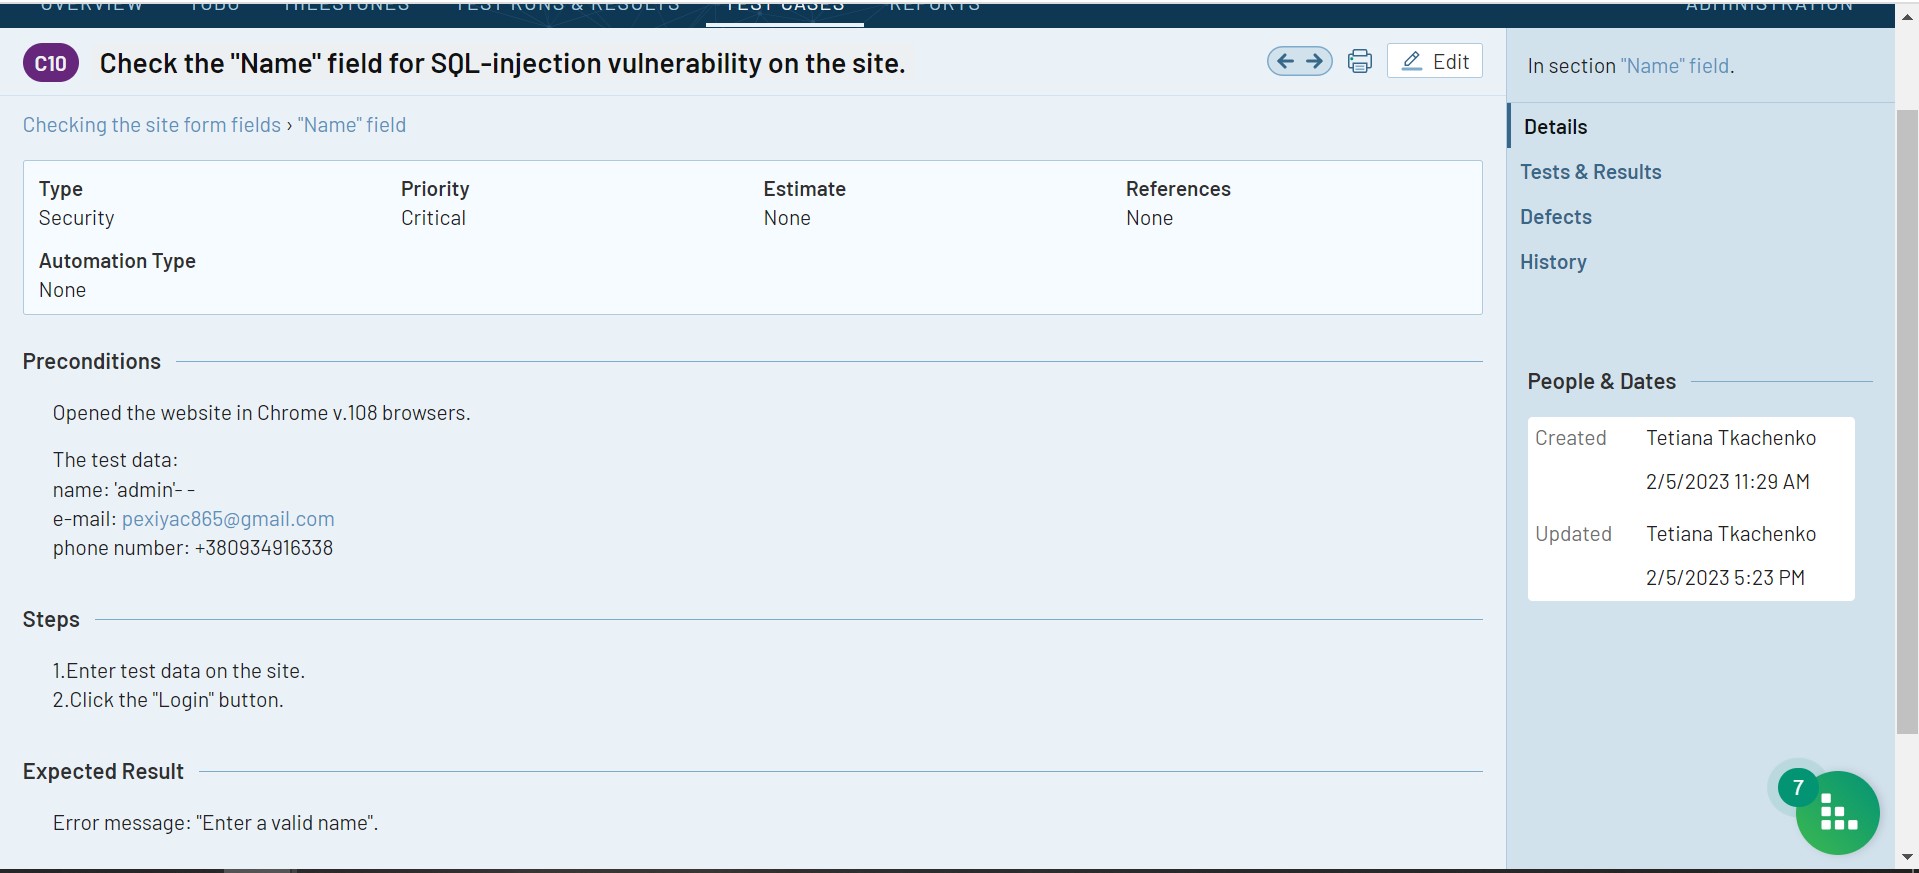 OVERVIEW TODO MILESTONES TEST RUNS & RESULTS TEST CASES REPORTS ADMINISTRATION
C10 Check the "Name" field for SQL-injection vulnerability on the site.
Edit
In section "Name" field.
Checking the site form fields › "Name" field
Details
Tests & Results
Defects
History
Type Priority Estimate References
Security Critical None None
Automation Type
None
Preconditions
Opened the website in Chrome v.108 browsers.
The test data:
name: 'admin'- -
e-mail: pexiyac865@gmail.com
phone number: +380934916338
People & Dates
Created Tetiana Tkachenko
2/5/2023 11:29 AM
Updated Tetiana Tkachenko
2/5/2023 5:23 PM
Steps
1.Enter test data on the site.
2.Click the "Login" button.
Expected Result
Error message: "Enter a valid name".
7